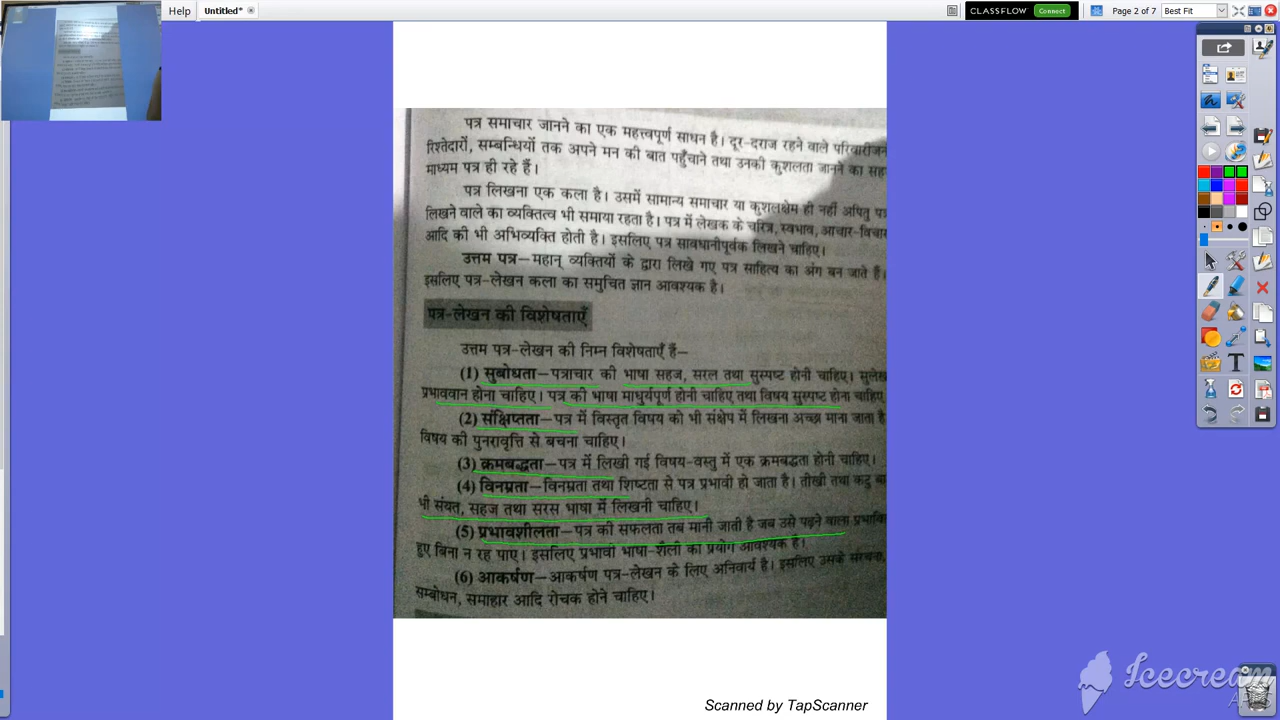 Help
Untitled*
CLASSFLOW Connect
Page 2 of 7
Best Fit
पत्र समाचार जानने का एक महत्त्वपूर्ण साधन है। दूर-दराज रहने वाले परिवारीजन
रिश्तेदारों, सम्बन्धियों तक अपने मन की बात पहुँचाने तथा उनकी कुशलता जानने का
माध्यम पत्र ही रहे हैं।
पत्र लिखना एक कला है। उसमें सामान्य समाचार या कुशलक्षेम ही नहीं अपितु
लिखने वाले का व्यक्तित्व भी समाया रहता है। पत्र में लेखक के चरित्र, स्वभाव, आचार-विचार
आदि की भी अभिव्यक्ति होती है। इसलिए पत्र सावधानीपूर्वक लिखने चाहिए।
उत्तम पत्र–महान् व्यक्तियों के द्वारा लिखे गए पत्र साहित्य का अंग बन जाते हैं।
इसलिए पत्र-लेखन कला का समुचित ज्ञान आवश्यक है।
पत्र-लेखन की विशेषताएँ
उत्तम पत्र-लेखन की निम्न विशेषताएँ हैं–
(1) सुबोधता–पत्राचार की भाषा सहज, सरल तथा सुस्पष्ट होनी चाहिए। सुलेख
प्रभाववान होना चाहिए। पत्र की भाषा माधुर्यपूर्ण होनी चाहिए तथा विषय सुस्पष्ट होना चाहिए
(2) संक्षिप्तता–पत्र में विस्तृत विषय को भी संक्षेप में लिखना अच्छा माना जाता है
विषय की पुनरावृत्ति से बचना चाहिए।
(3) क्रमबद्धता–पत्र में लिखी गई विषय-वस्तु में एक क्रमबद्धता होनी चाहिए।
(4) विनम्रता–विनम्रता तथा शिष्टता से पत्र प्रभावी हो जाता है। तीखी तथा कटु
भी संयत, सहज तथा सरस भाषा में लिखनी चाहिए।
(5) प्रभावशीलता–पत्र की सफलता तब मानी जाती है जब उसे पढ़ने वाला
हुए बिना न रह पाए। इसलिए प्रभावी भाषा-शैली का प्रयोग आवश्यक है।
(6) आकर्षण–आकर्षण पत्र-लेखन के लिए अनिवार्य है। इसलिए उसके
सम्बोधन, समाहार आदि रोचक होने चाहिए।
Scanned by TapScanner
Icecream
APPS